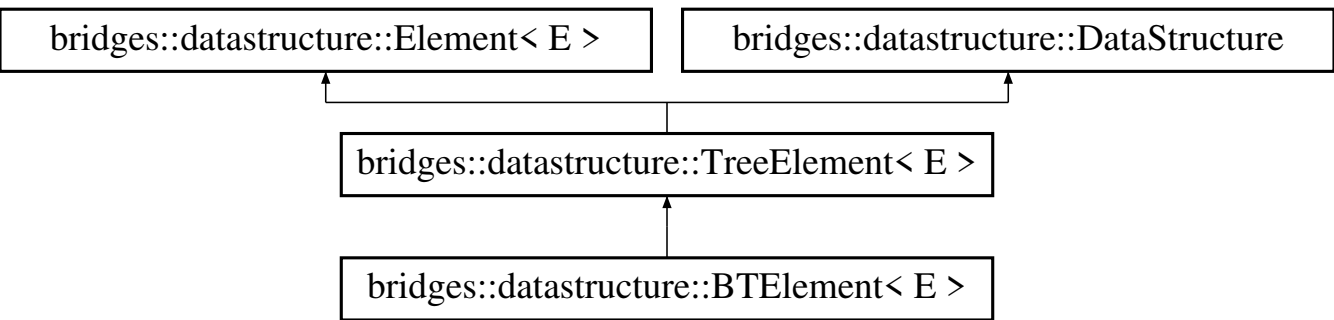 bridges::datastructure::Element< E >
bridges::datastructure::DataStructure
bridges::datastructure::TreeElement< E >
bridges::datastructure::BTElement< E >